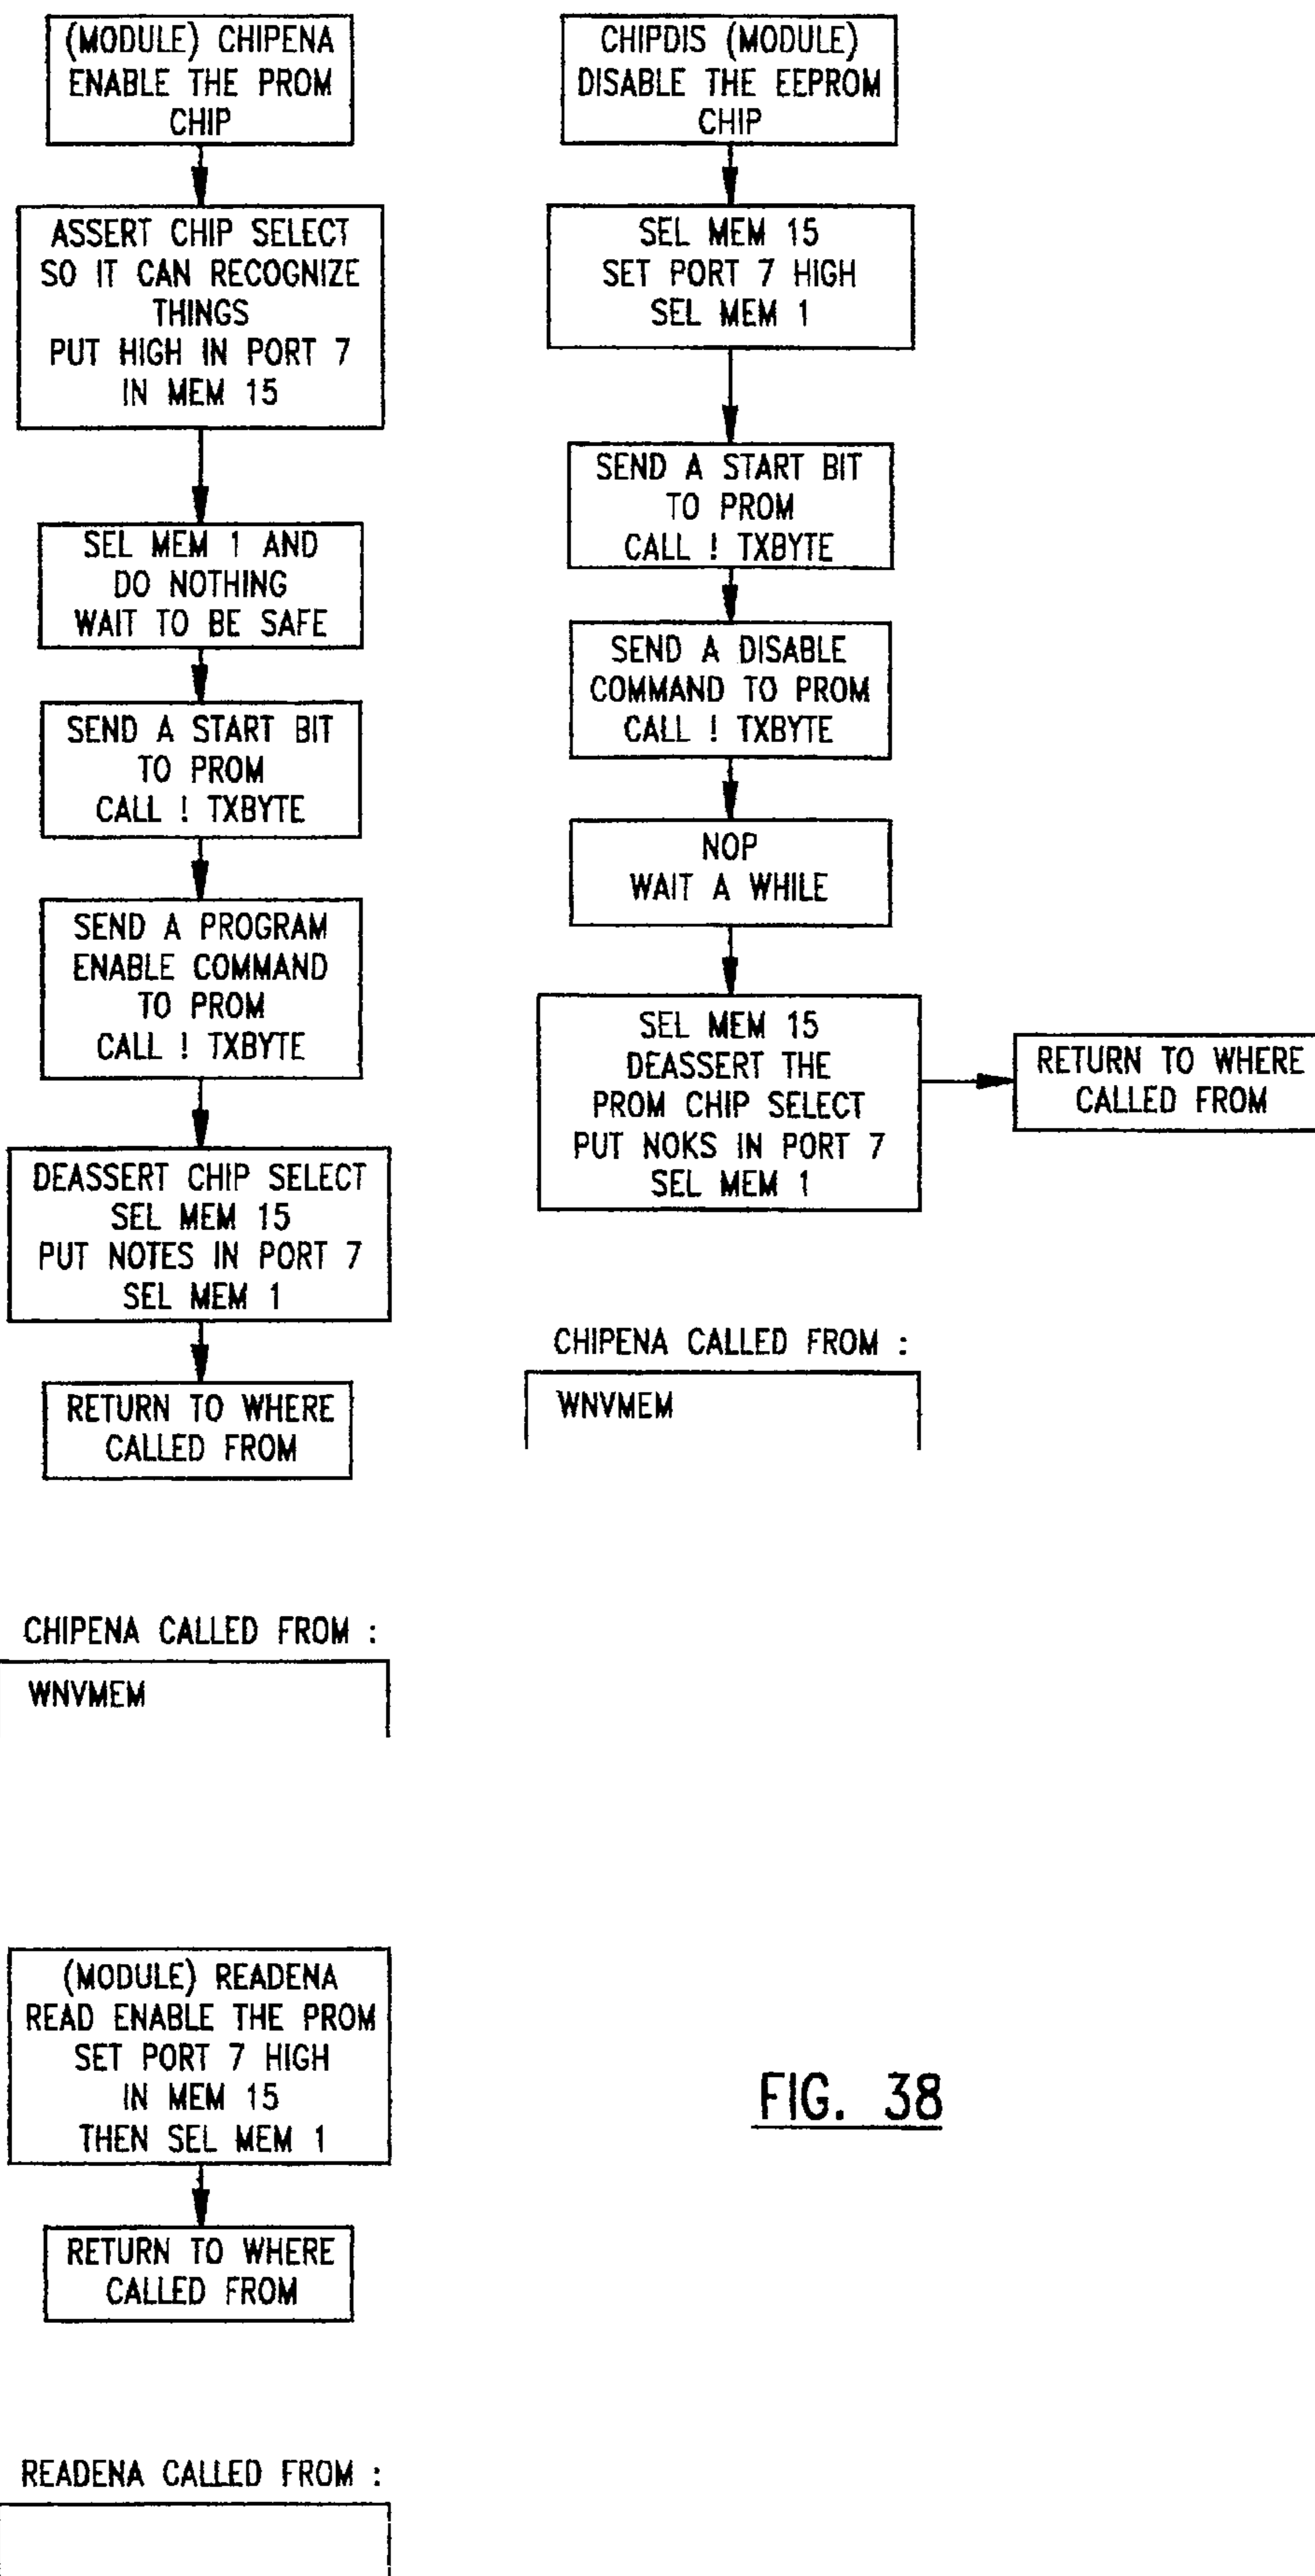 (MODULE) CHIPENA
ENABLE THE PROM
CHIP
ASSERT CHIP SELECT
SO IT CAN RECOGNIZE
THINGS
PUT HIGH IN PORT 7
IN MEM 15
SEL MEM 1 AND
DO NOTHING
WAIT TO BE SAFE
SEND A START BIT
TO PROM
CALL ! TXBYTE
SEND A PROGRAM
ENABLE COMMAND
TO PROM
CALL ! TXBYTE
DEASSERT CHIP SELECT
SEL MEM 15
PUT NOTES IN PORT 7
SEL MEM 1
RETURN TO WHERE
CALLED FROM
CHIPENA CALLED FROM :
WNVMEM
CHIPDIS (MODULE)
DISABLE THE EEPROM
CHIP
SEL MEM 15
SET PORT 7 HIGH
SEL MEM 1
SEND A START BIT
TO PROM
CALL ! TXBYTE
SEND A DISABLE
COMMAND TO PROM
CALL ! TXBYTE
NOP
WAIT A WHILE
SEL MEM 15
DEASSERT THE
PROM CHIP SELECT
PUT NOKS IN PORT 7
SEL MEM 1
RETURN TO WHERE
CALLED FROM
CHIPENA CALLED FROM :
WNVMEM
(MODULE) READENA
READ ENABLE THE PROM
SET PORT 7 HIGH
IN MEM 15
THEN SEL MEM 1
RETURN TO WHERE
CALLED FROM
READENA CALLED FROM :
FIG. 38